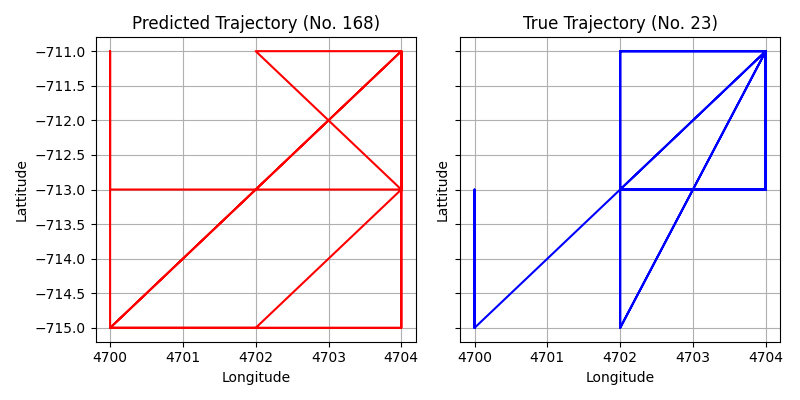 Predicted Trajectory (No. 168)
True Trajectory (No. 23)
Lattitude
−711.0
−711.5
−712.0
−712.5
−713.0
−713.5
−714.0
−714.5
−715.0
4700 4701 4702 4703 4704
Longitude
Lattitude
4700 4701 4702 4703 4704
Longitude